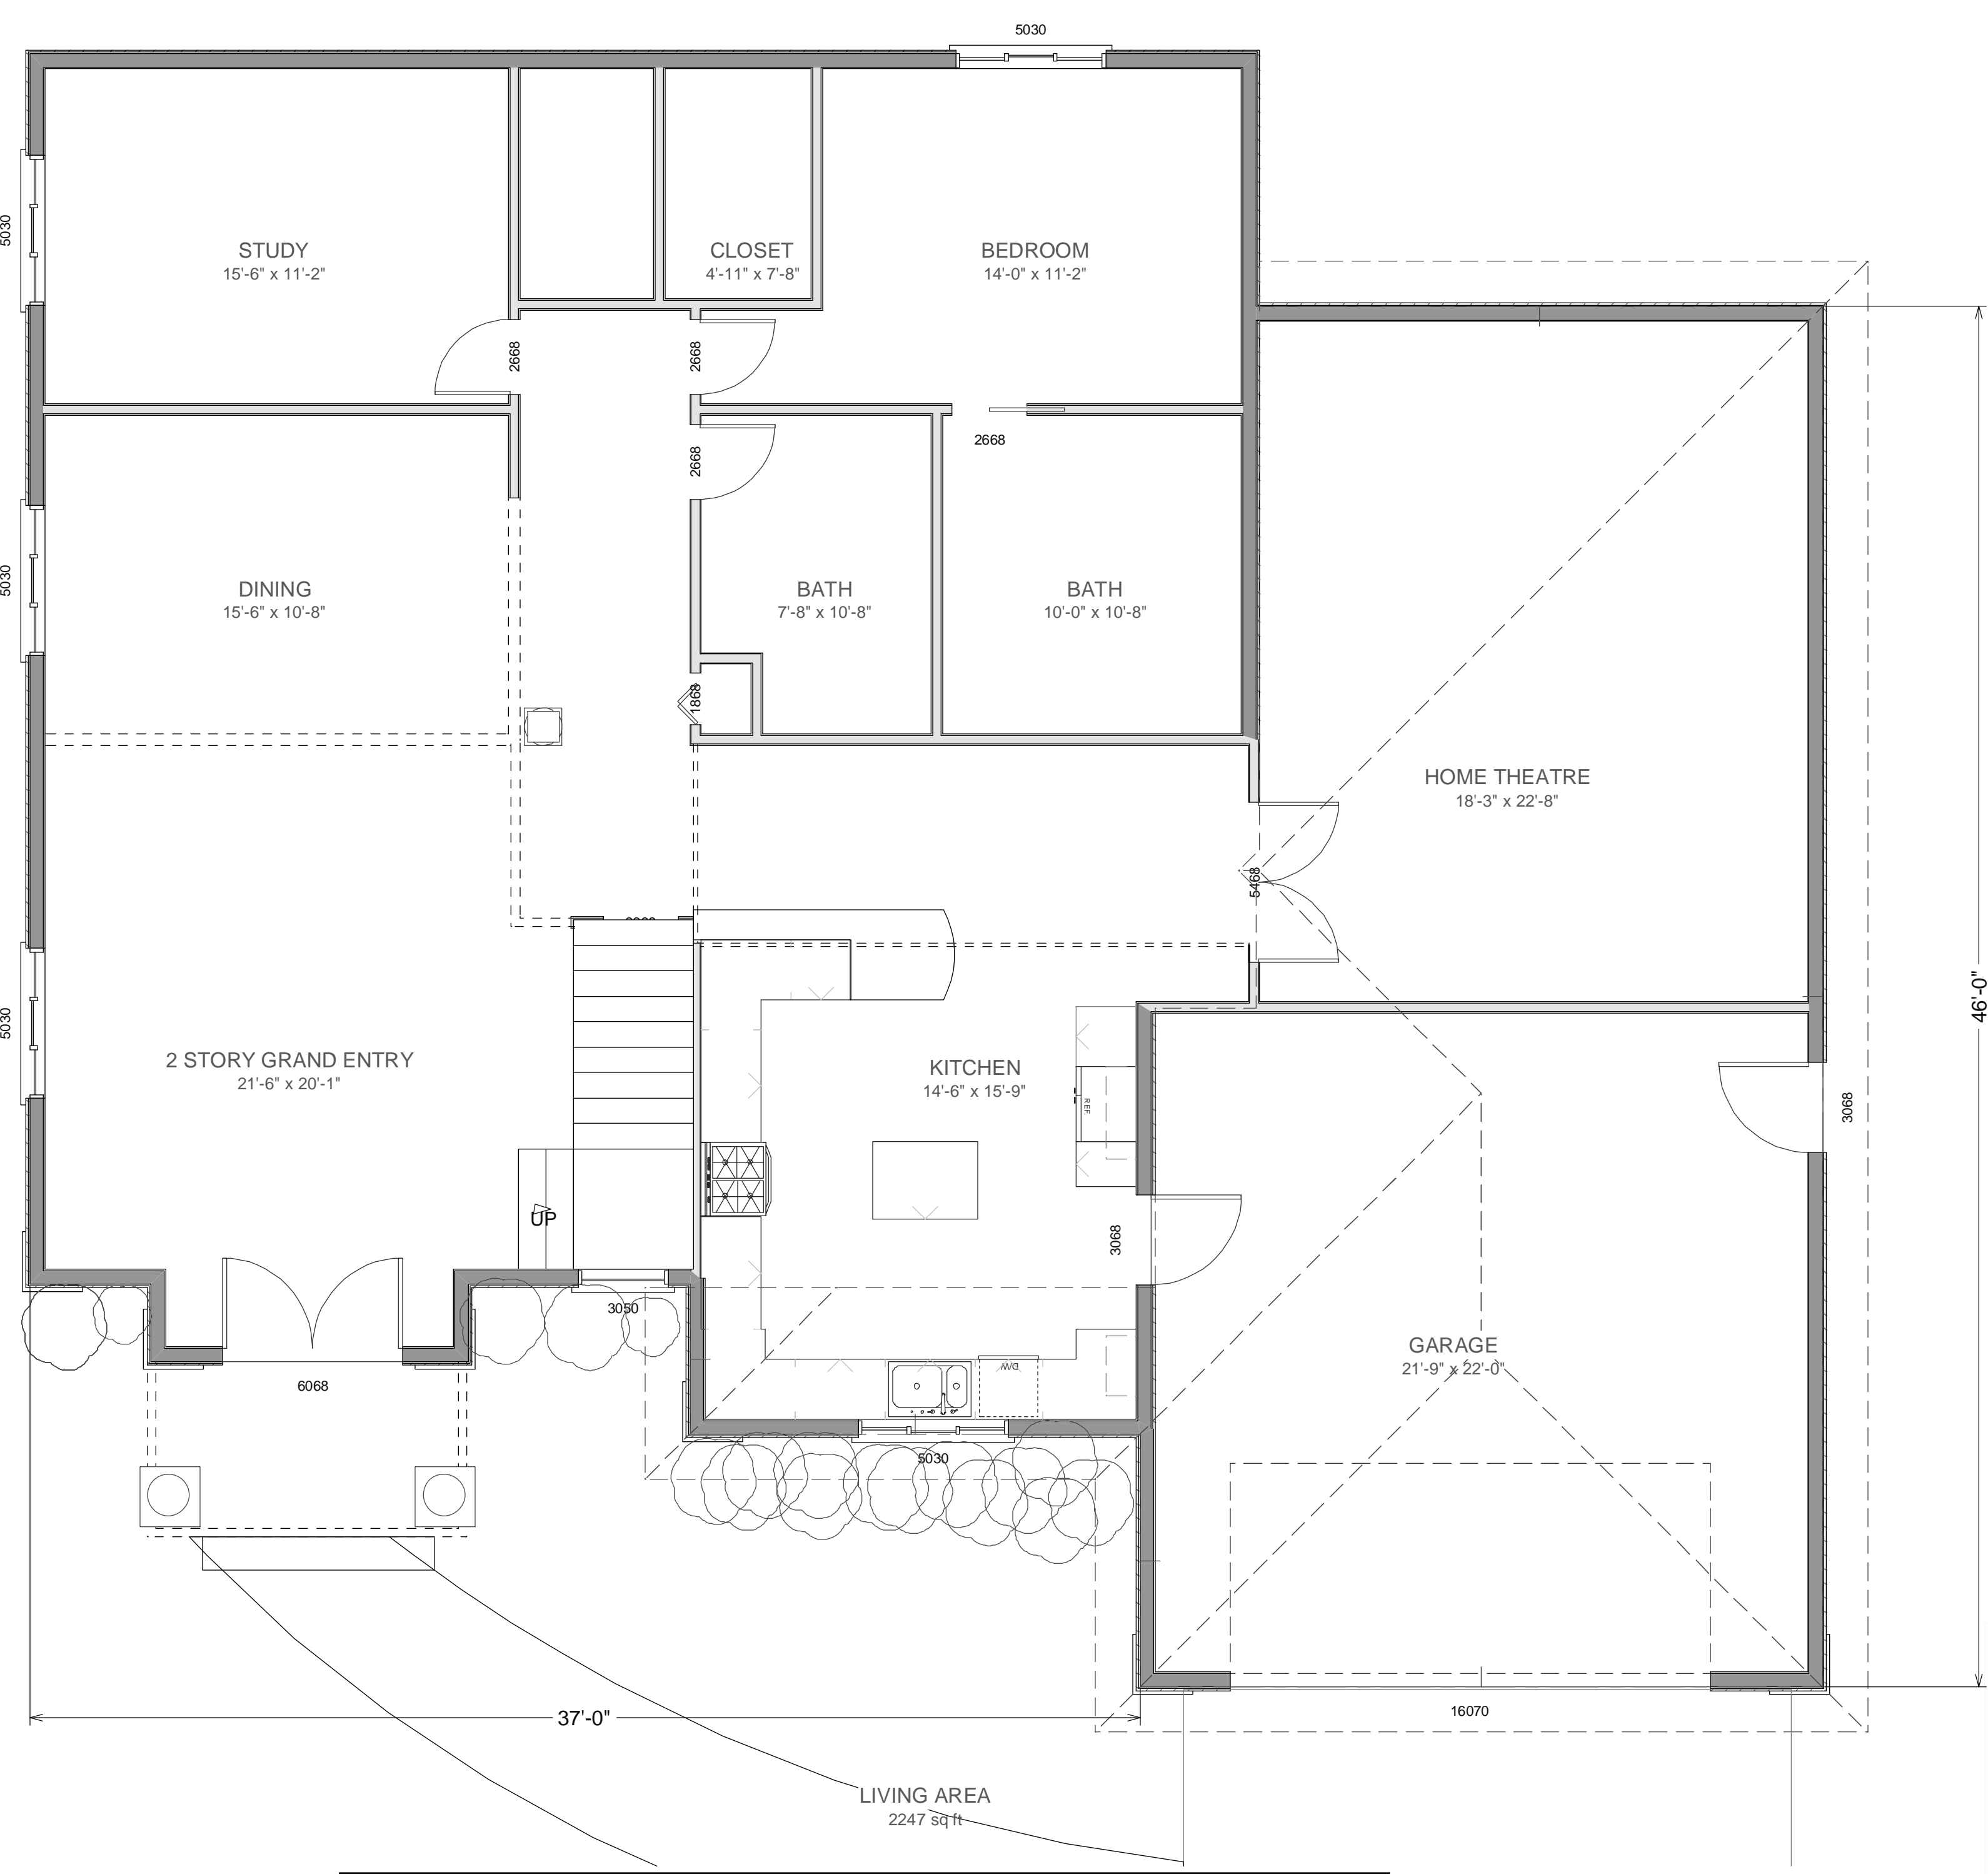 5030
STUDY
15'-6" x 11'-2"
CLOSET
4'-11" x 7'-8"
BEDROOM
14'-0" x 11'-2"
5030
2668
2668
2668
2668
5030
DINING
15'-6" x 10'-8"
BATH
7'-8" x 10'-8"
BATH
10'-0" x 10'-8"
1868
HOME THEATRE
18'-3" x 22'-8"
5468
46'-0"
5030
2 STORY GRAND ENTRY
21'-6" x 20'-1"
KITCHEN
14'-6" x 15'-9"
REF.
3068
UP
3068
3050
GARAGE
21'-9" x 22'-0"
D/W
6068
5030
16070
37'-0"
LIVING AREA
2247 sq ft